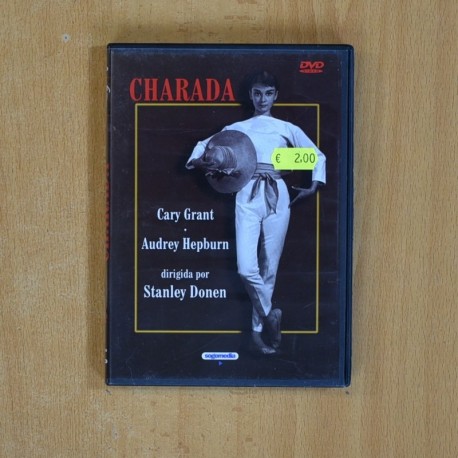 DVD
CHARADA
€ 2,00
Cary Grant
·
Audrey Hepburn
dirigida por
Stanley Donen
sogemedia